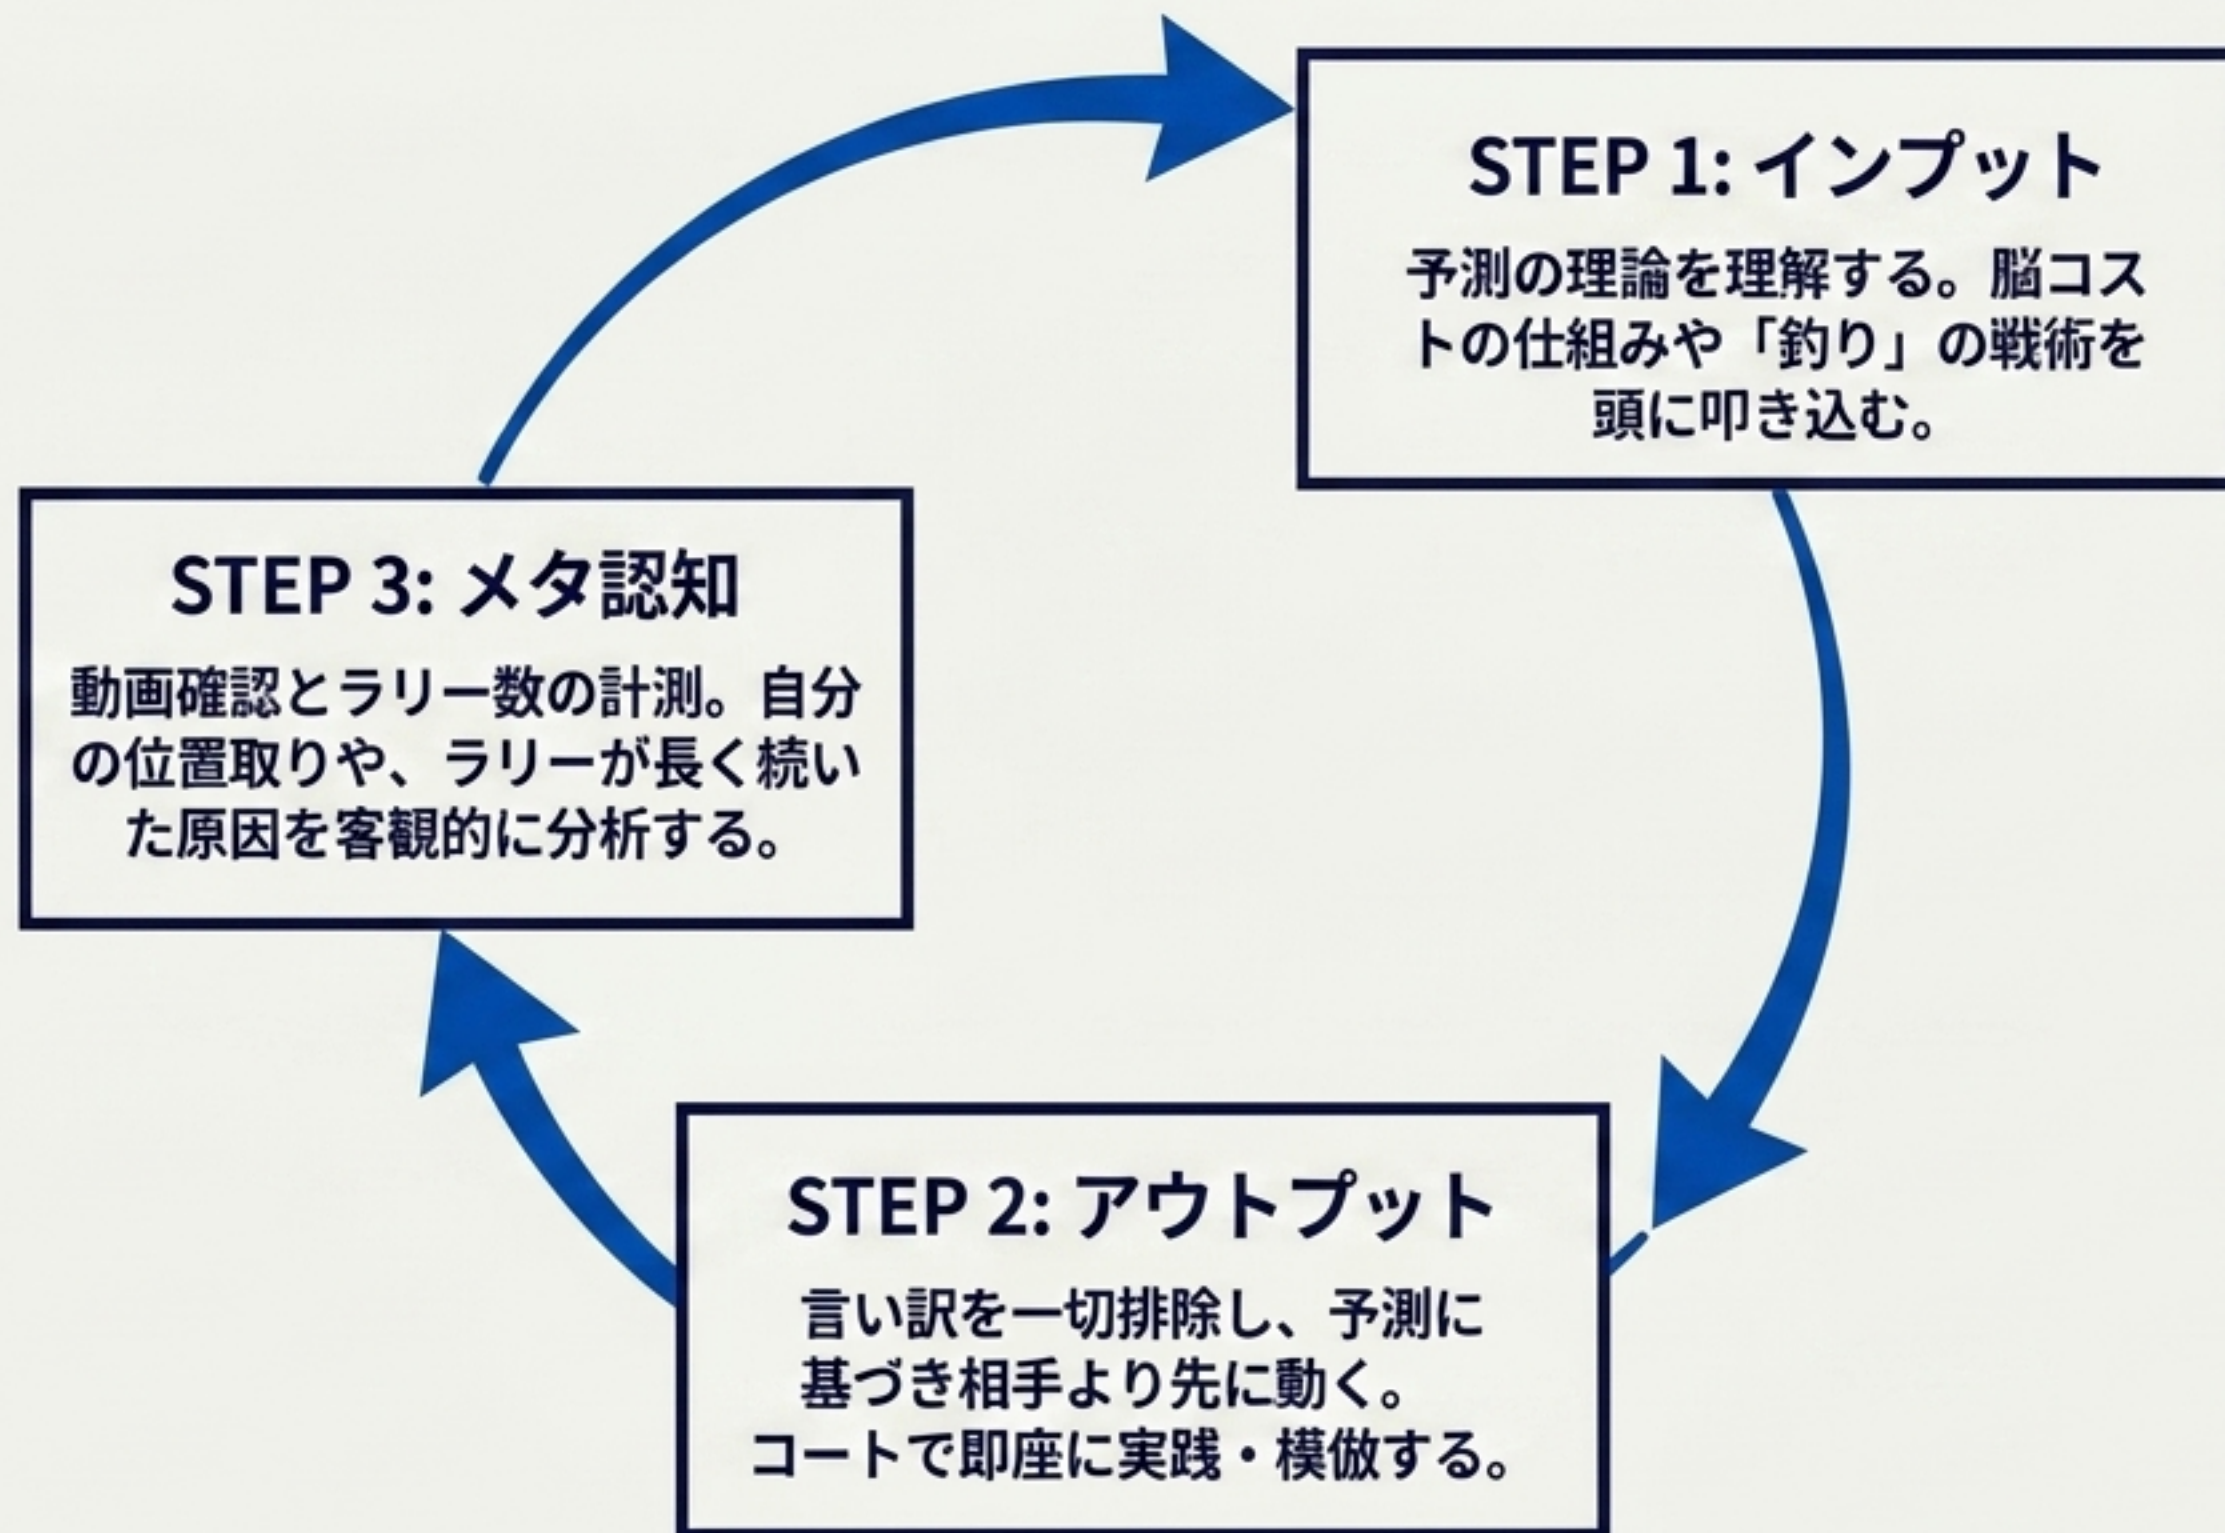 STEP 1: インプット
予測の理論を理解する。脳コス
トの仕組みや「釣り」の戦術を
頭に叩き込む。
STEP 2: アウトプット
言い訳を一切排除し、予測に
基づき相手より先に動く。
コートで即座に実践・模倣する。
STEP 3: メタ認知
動画確認とラリー数の計測。自分
の位置取りや、ラリーが長く続い
た原因を客観的に分析する。